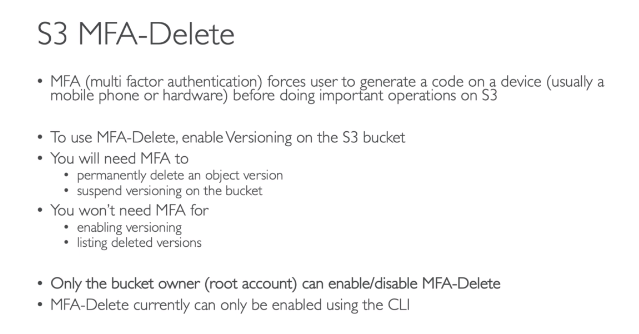 S3 MFA-Delete
• MFA (multi factor authentication) forces user to generate a code on a device (usually a
mobile phone or hardware) before doing important operations on S3
• To use MFA-Delete, enable Versioning on the S3 bucket
• You will need MFA to
• permanently delete an object version
• suspend versioning on the bucket
• You won't need MFA for
• enabling versioning
• listing deleted versions
• Only the bucket owner (root account) can enable/disable MFA-Delete
• MFA-Delete currently can only be enabled using the CLI